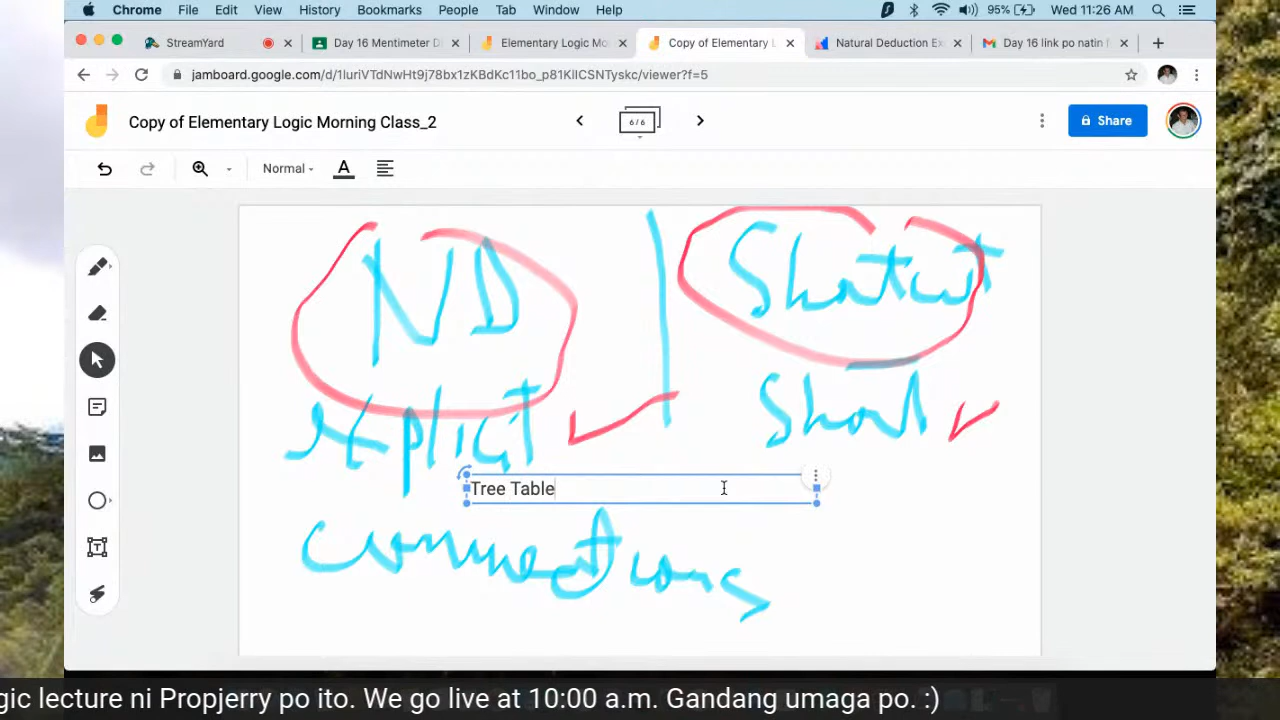 Chrome File Edit View History Bookmarks People Tab Window Help 95% Wed 11:26 AM
StreamYard Day 16 Mentimeter D Elementary Logic Mo Copy of Elementary L Natural Deduction Ex Day 16 link po natin
jamboard.google.com/d/1luriVTdNwHt9j78bx1zKBdKc11bo_p81KIlCSNTyskc/viewer?f=5
Copy of Elementary Logic Morning Class_2
6/6
Share
Normal
ND Shortcut
explicit Short
Tree Table
connections
gic lecture ni Propjerry po ito. We go live at 10:00 a.m. Gandang umaga po. :)